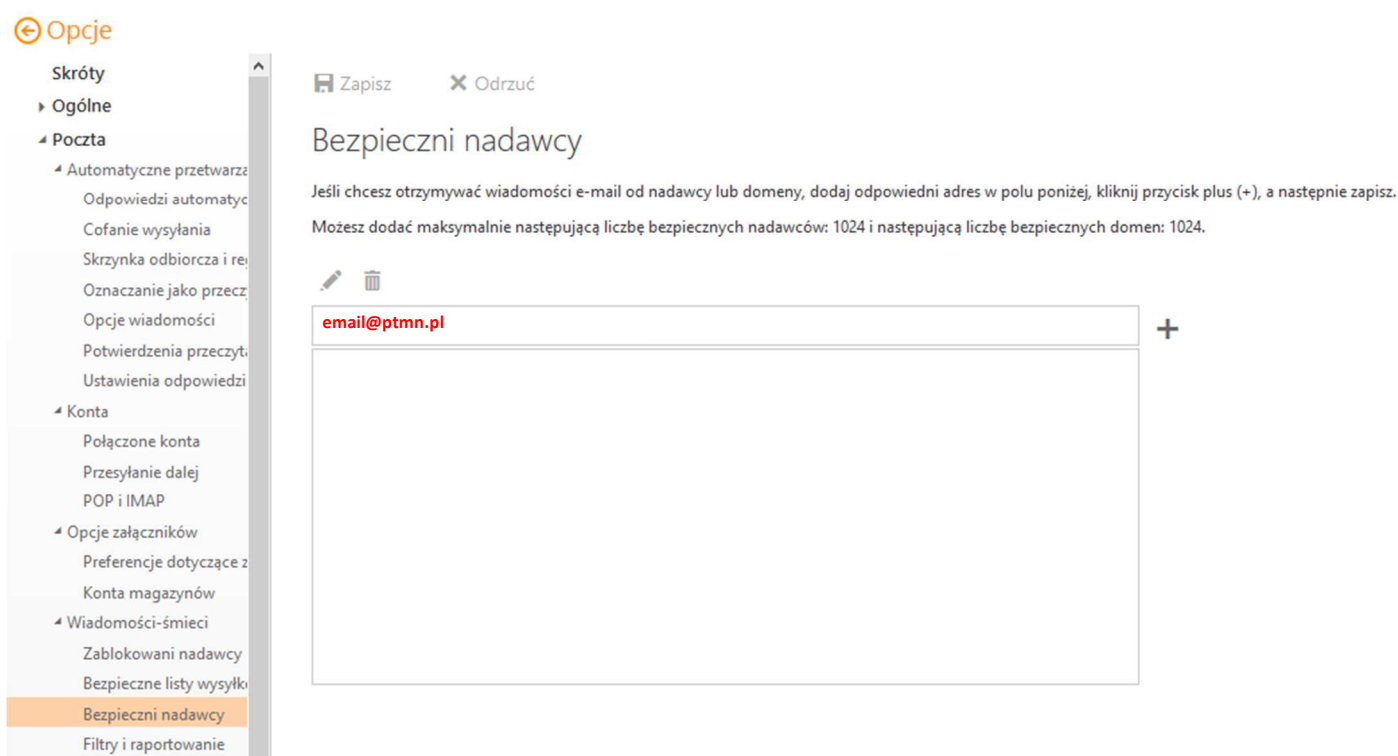 Opcje
Skróty
Ogólne
Poczta
Automatyczne przetwarza
Odpowiedzi automatyc
Cofanie wysyłania
Skrzynka odbiorcza i re
Oznaczanie jako przecz
Opcje wiadomości
Potwierdzenia przeczyt
Ustawienia odpowiedzi
Konta
Połączone konta
Przesyłanie dalej
POP i IMAP
Opcje załączników
Preferencje dotyczące z
Konta magazynów
Wiadomości-śmieci
Zablokowani nadawcy
Bezpieczne listy wysyłk
Bezpieczni nadawcy
Filtry i raportowanie
Zapisz Odrzuć
Bezpieczni nadawcy
Jeśli chcesz otrzymywać wiadomości e-mail od nadawcy lub domeny, dodaj odpowiedni adres w polu poniżej, kliknij przycisk plus (+), a następnie zapisz.
Możesz dodać maksymalnie następującą liczbę bezpiecznych nadawców: 1024 i następującą liczbę bezpiecznych domen: 1024.
email@ptmn.pl